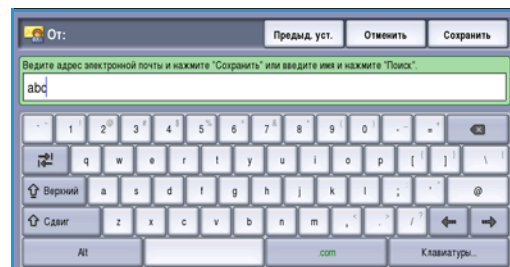 От: Предыд. уст. Отменить Сохранить
Ведите адрес электронной почты и нажмите "Сохранить" или введите имя и нажмите "Поиск".
abc
1 ! 2 @ 3 # 4 $ 5 % 6 ^ 7 & 8 * 9 ( 0 ) - _ = +
q w e r t y u i o p [ { ] } \ |
Верхний a s d f g h j k l ; : ' " @
Сдвиг z x c v b n m , < . > / ?
Alt .com Клавиатуры...